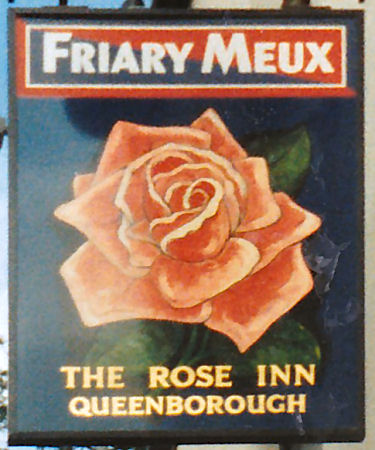 FRIARY MEUX
THE ROSE INN
QUEENBOROUGH